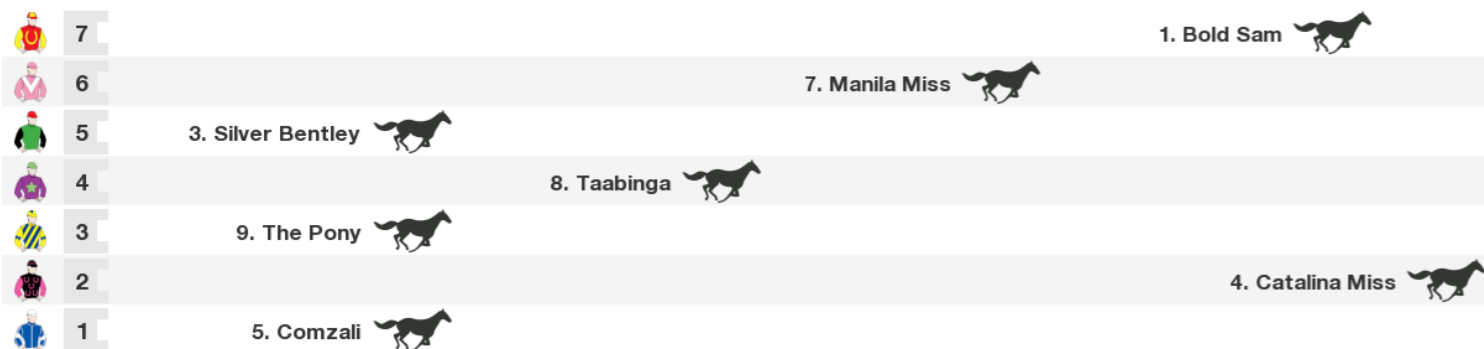 7 1. Bold Sam
6 7. Manila Miss
5 3. Silver Bentley
4 8. Taabinga
3 9. The Pony
2 4. Catalina Miss
1 5. Comzali